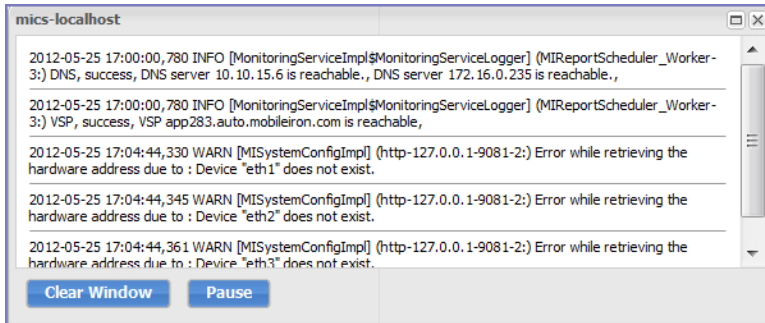 mics-localhost
2012-05-25 17:00:00,780 INFO [MonitoringServiceImpl$MonitoringServiceLogger] (MIReportScheduler_Worker-
3:) DNS, success, DNS server 10.10.15.6 is reachable., DNS server 172.16.0.235 is reachable.,
2012-05-25 17:00:00,780 INFO [MonitoringServiceImpl$MonitoringServiceLogger] (MIReportScheduler_Worker-
3:) VSP, success, VSP app283.auto.mobileiron.com is reachable,
2012-05-25 17:04:44,330 WARN [MISystemConfigImpl] (http-127.0.0.1-9081-2:) Error while retrieving the
hardware address due to : Device "eth1" does not exist.
2012-05-25 17:04:44,345 WARN [MISystemConfigImpl] (http-127.0.0.1-9081-2:) Error while retrieving the
hardware address due to : Device "eth2" does not exist.
2012-05-25 17:04:44,361 WARN [MISystemConfigImpl] (http-127.0.0.1-9081-2:) Error while retrieving the
hardware address due to : Device "eth3" does not exist.
Clear Window Pause